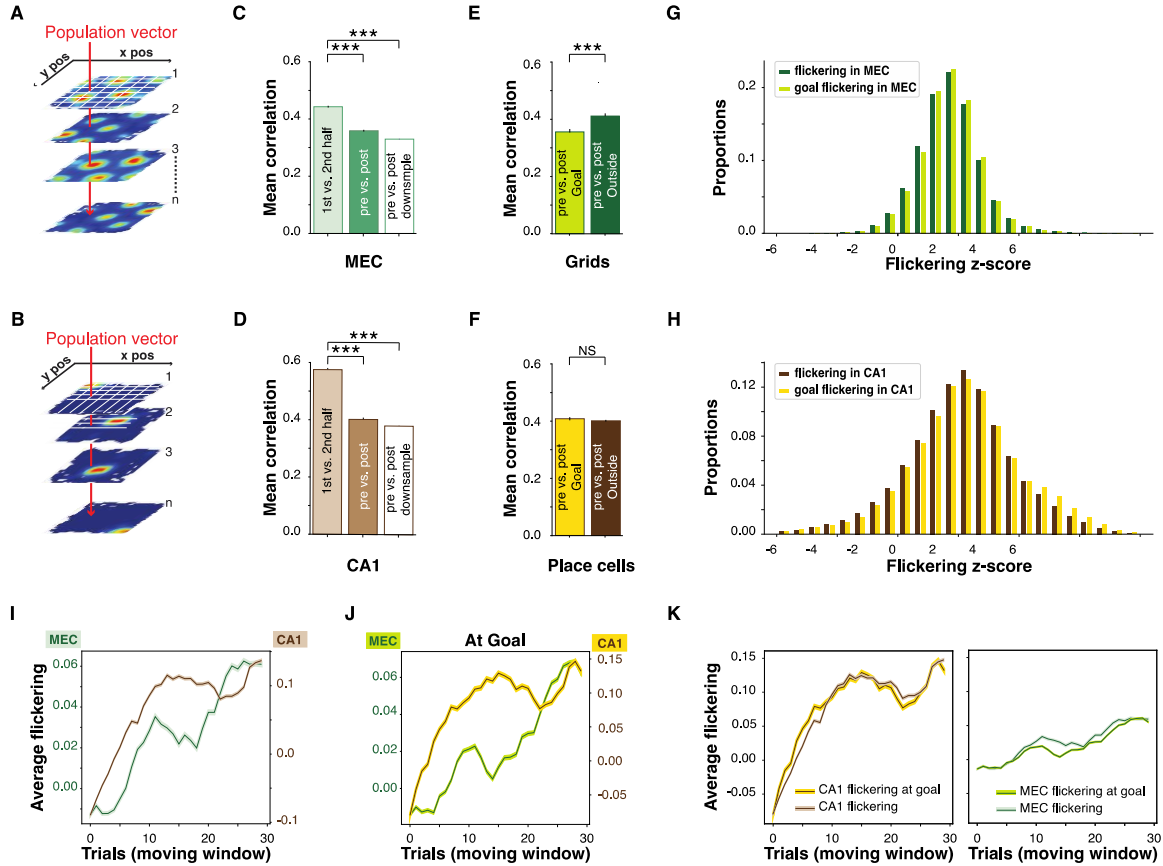 A
Population vector
x pos
y pos
1
2
3
n
C
***
***
0.6
0.4
0.2
0.0
Mean correlation
1st vs. 2nd half
pre vs. post
pre vs. post
downsmple
MEC
E
***
0.6
0.4
0.2
0.0
Mean correlation
pre vs. post
Goal
pre vs. post
Outside
Grids
G
flickering in MEC
goal flickering in MEC
0.2
0.1
0.0
Proportions
-6
-4
-2
0
2
4
6
Flickering z-score
B
Population vector
x pos
y pos
1
2
3
n
D
***
***
0.6
0.4
0.2
0.0
Mean correlation
1st vs. 2nd half
pre vs. post
pre vs. post
downsample
CA1
F
NS
0.6
0.4
0.2
0.0
Mean correlation
pre vs. post
Goal
pre vs. post
Outside
Place cells
H
flickering in CA1
goal flickering in CA1
0.12
0.08
0.04
0.00
Proportions
-6
-4
-2
0
2
4
6
Flickering z-score
I
MEC
CA1
0.06
0.04
0.02
0.00
Average flickering
0.1
0.0
-0.1
0
10
20
30
Trials (moving window)
J
MEC
At Goal
CA1
0.06
0.04
0.02
0.00
0.15
0.10
0.05
0.00
-0.05
0
10
20
30
Trials (moving window)
K
0.15
0.10
0.05
0.00
-0.05
Average flickering
CA1 flickering at goal
CA1 flickering
0
10
20
30
Trials (moving window)
MEC flickering at goal
MEC flickering
0
10
20
30